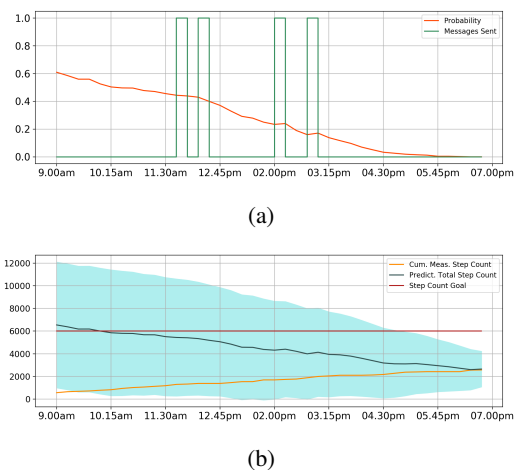 1.0
0.8
0.6
0.4
0.2
0.0
Probability
Messages Sent
9.00am 10.15am 11.30am 12.45pm 02.00pm 03.15pm 04.30pm 05.45pm 07.00pm
(a)
12000
10000
8000
6000
4000
2000
0
Cum. Meas. Step Count
Predict. Total Step Count
Step Count Goal
9.00am 10.15am 11.30am 12.45pm 02.00pm 03.15pm 04.30pm 05.45pm 07.00pm
(b)